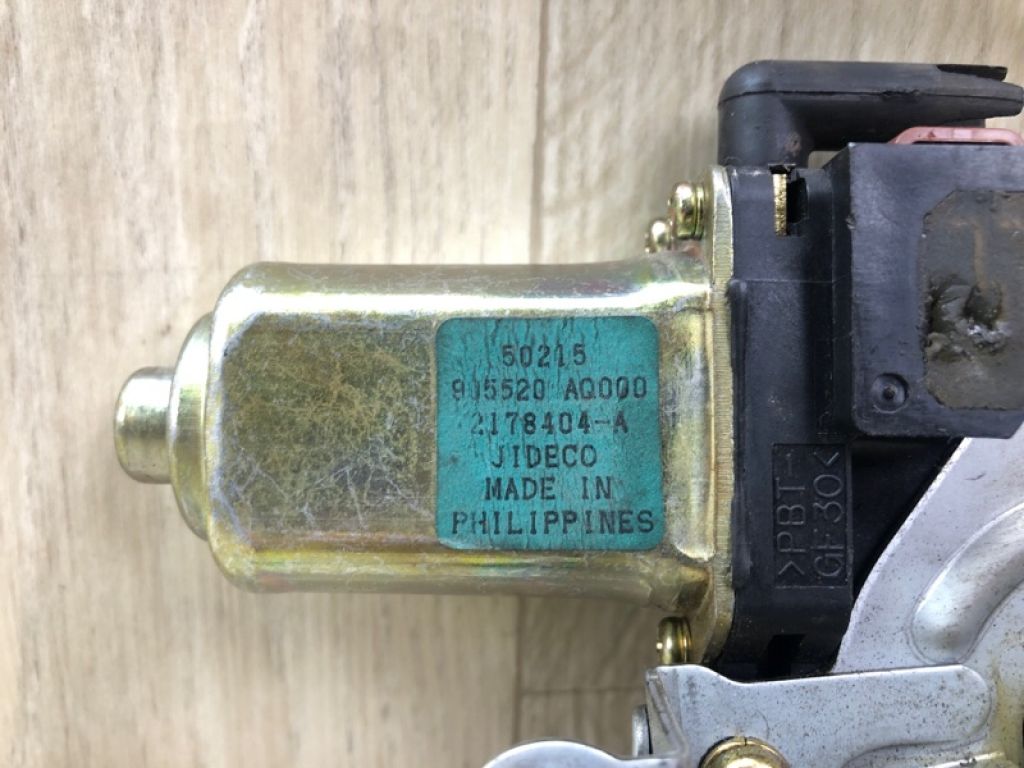 50215
905520 AQ000
2178404-A
JIDECO
MADE IN
PHILIPPINES
>PBT-
GF30<